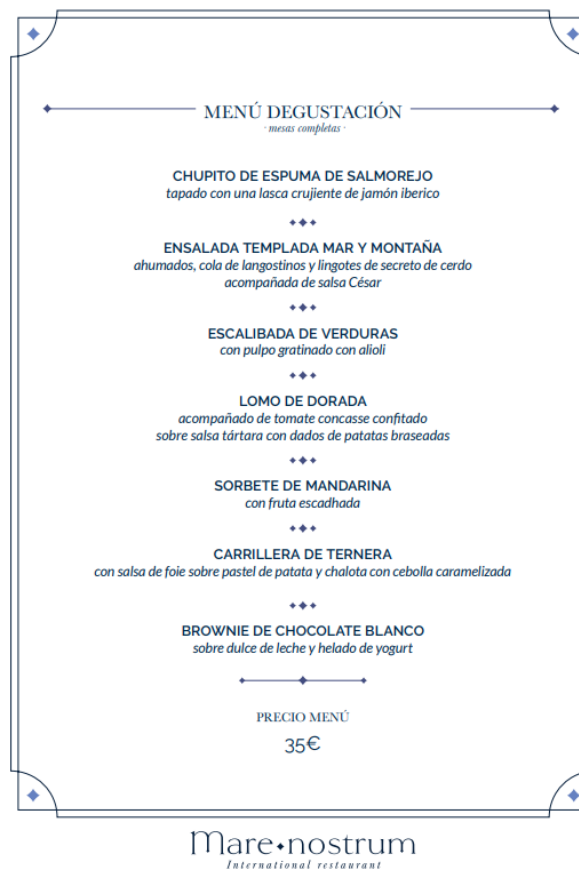 MENÚ DEGUSTACIÓN
· mesas completas ·
CHUPITO DE ESPUMA DE SALMOREJO
tapado con una lasca crujiente de jamón iberico
ENSALADA TEMPLADA MAR Y MONTAÑA
ahumados, cola de langostinos y lingotes de secreto de cerdo
acompañada de salsa César
ESCALIBADA DE VERDURAS
con pulpo gratinado con alioli
LOMO DE DORADA
acompañado de tomate concasse confitado
sobre salsa tártara con dados de patatas braseadas
SORBETE DE MANDARINA
con fruta escadhada
CARRILLERA DE TERNERA
con salsa de foie sobre pastel de patata y chalota con cebolla caramelizada
BROWNIE DE CHOCOLATE BLANCO
sobre dulce de leche y helado de yogurt
PRECIO MENÚ
35€
Mare nostrum
International restaurant